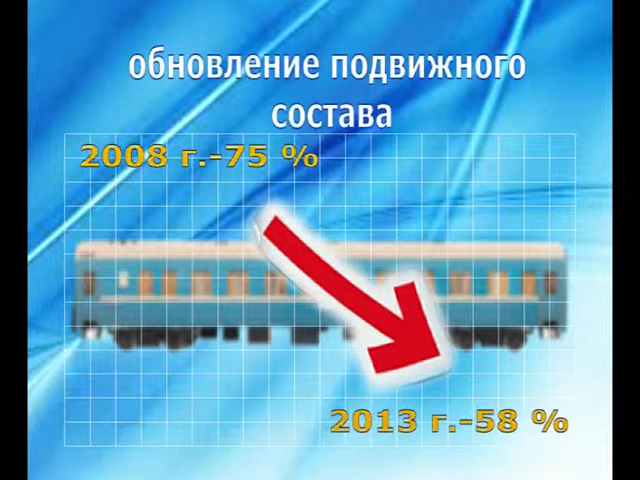 обновление подвижного
состава
2008 г.-75 %
2013 г.-58 %